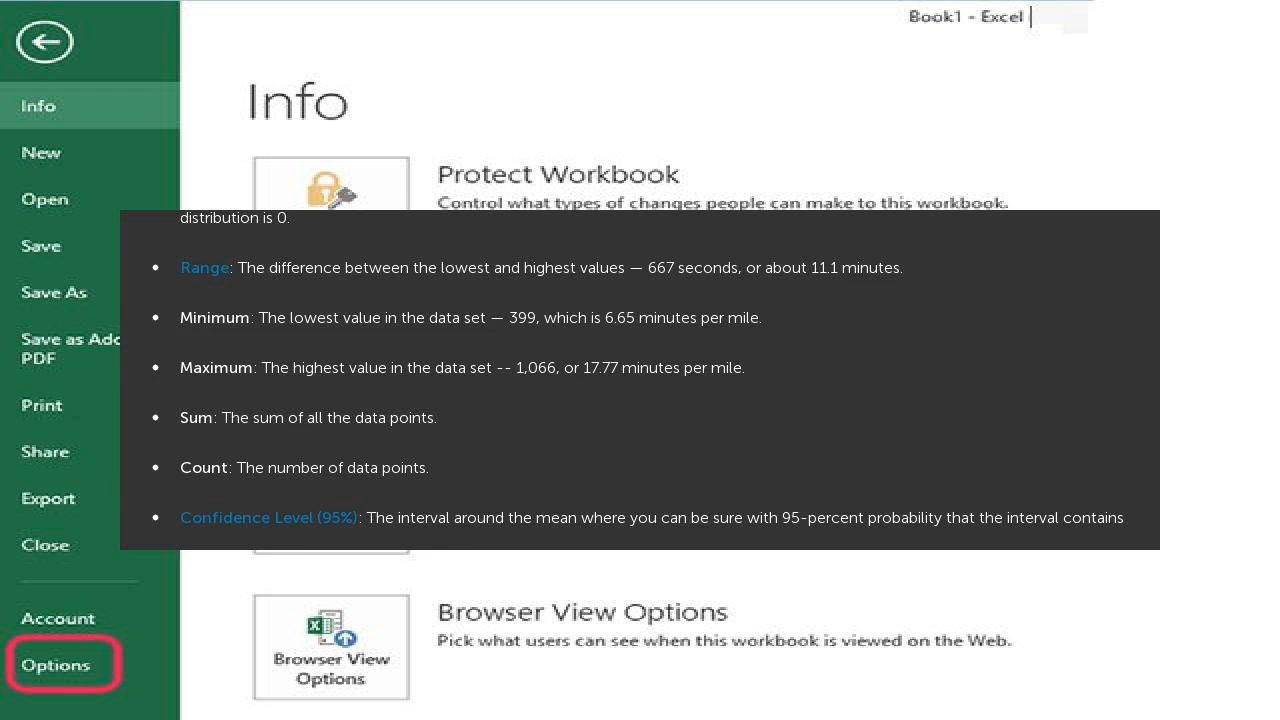 Book1 - Excel
Info
New
Open
Save
Save As
Save as Ado
PDF
Print
Share
Export
Close
Account
Options
Info
Protect Workbook
Control what types of changes people can make to this workbook.
distribution is 0.
Range: The difference between the lowest and highest values — 667 seconds, or about 11.1 minutes.
Minimum: The lowest value in the data set — 399, which is 6.65 minutes per mile.
Maximum: The highest value in the data set -- 1,066, or 17.77 minutes per mile.
Sum: The sum of all the data points.
Count: The number of data points.
Confidence Level (95%): The interval around the mean where you can be sure with 95-percent probability that the interval contains
Browser View
Options
Browser View Options
Pick what users can see when this workbook is viewed on the Web.